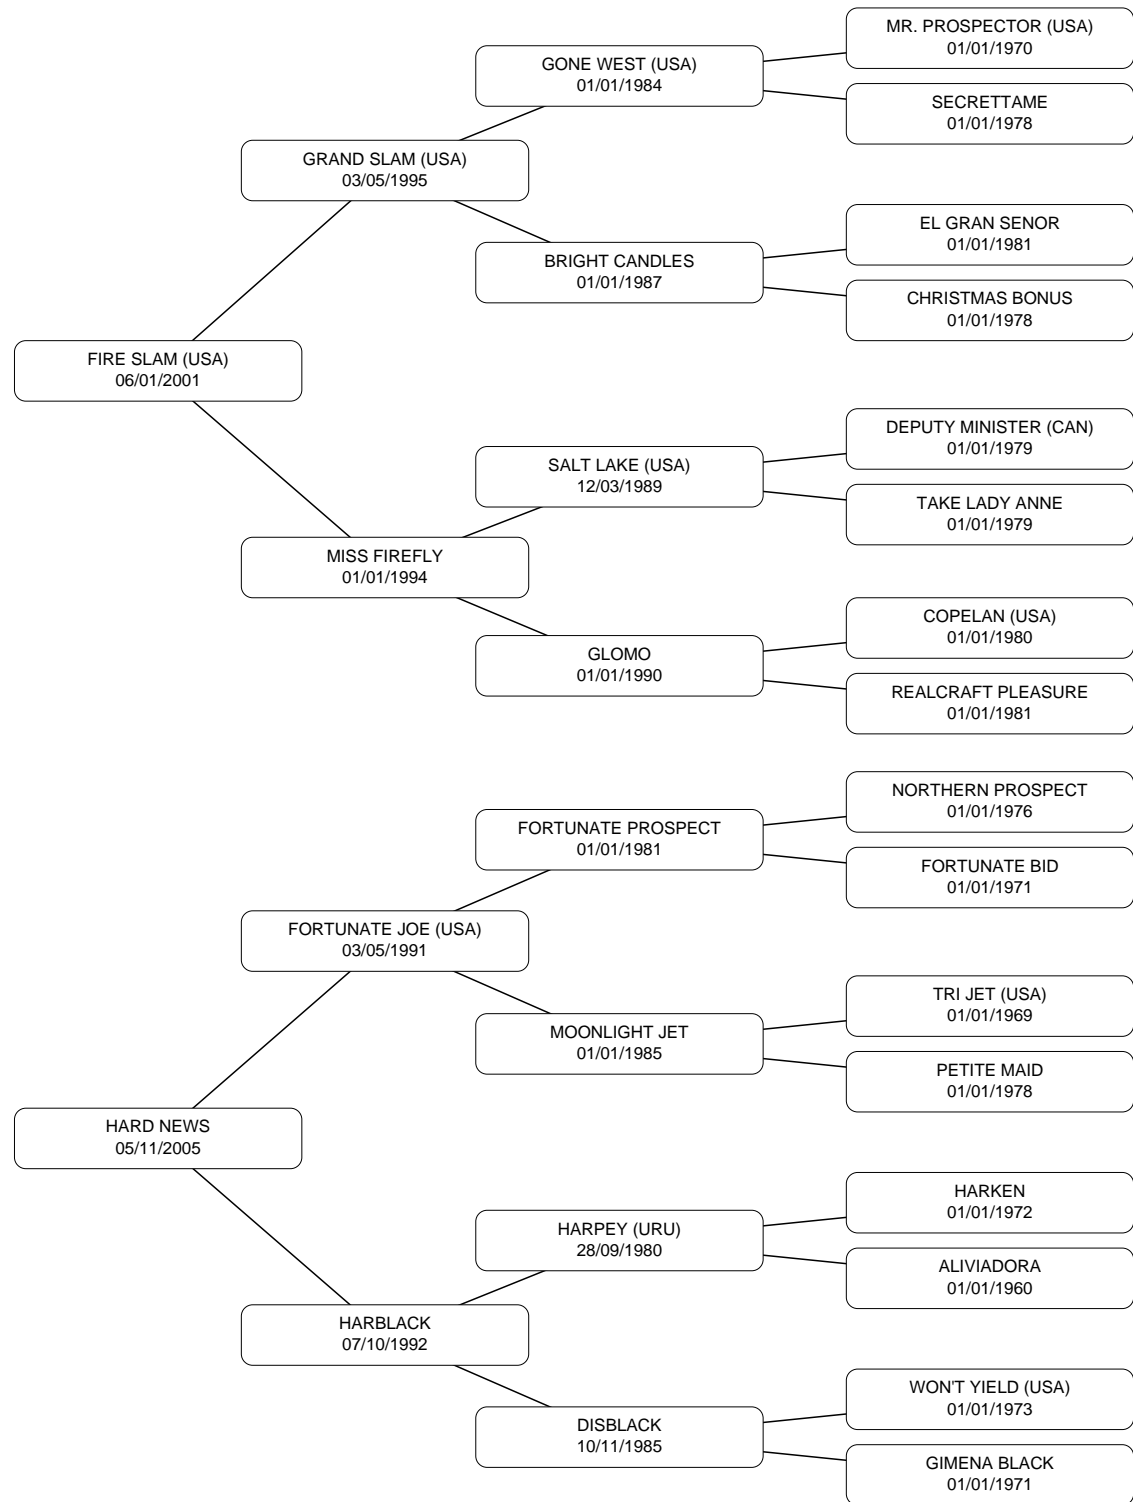 MR. PROSPECTOR (USA)
01/01/1970
GONE WEST (USA)
01/01/1984
SECRETTAME
01/01/1978
GRAND SLAM (USA)
03/05/1995
EL GRAN SENOR
01/01/1981
BRIGHT CANDLES
01/01/1987
CHRISTMAS BONUS
01/01/1978
FIRE SLAM (USA)
06/01/2001
DEPUTY MINISTER (CAN)
01/01/1979
SALT LAKE (USA)
12/03/1989
TAKE LADY ANNE
01/01/1979
MISS FIREFLY
01/01/1994
COPELAN (USA)
01/01/1980
GLOMO
01/01/1990
REALCRAFT PLEASURE
01/01/1981
NORTHERN PROSPECT
01/01/1976
FORTUNATE PROSPECT
01/01/1981
FORTUNATE BID
01/01/1971
FORTUNATE JOE (USA)
03/05/1991
TRI JET (USA)
01/01/1969
MOONLIGHT JET
01/01/1985
PETITE MAID
01/01/1978
HARD NEWS
05/11/2005
HARKEN
01/01/1972
HARPEY (URU)
28/09/1980
ALIVIADORA
01/01/1960
HARBLACK
07/10/1992
WON'T YIELD (USA)
01/01/1973
DISBLACK
10/11/1985
GIMENA BLACK
01/01/1971